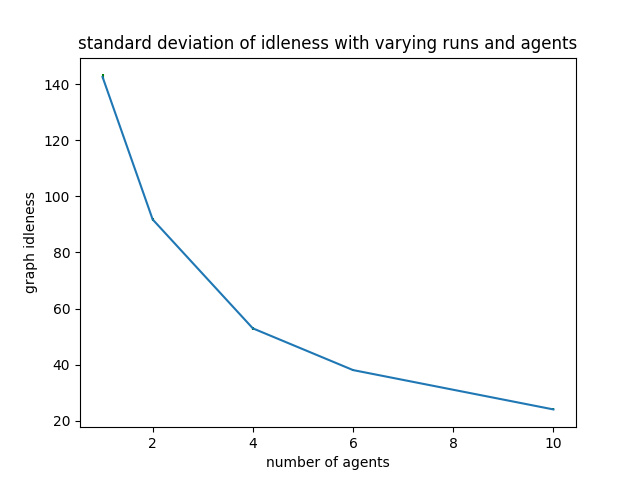 standard deviation of idleness with varying runs and agents
140
120
100
80
60
40
20
graph idleness
2 4 6 8 10
number of agents